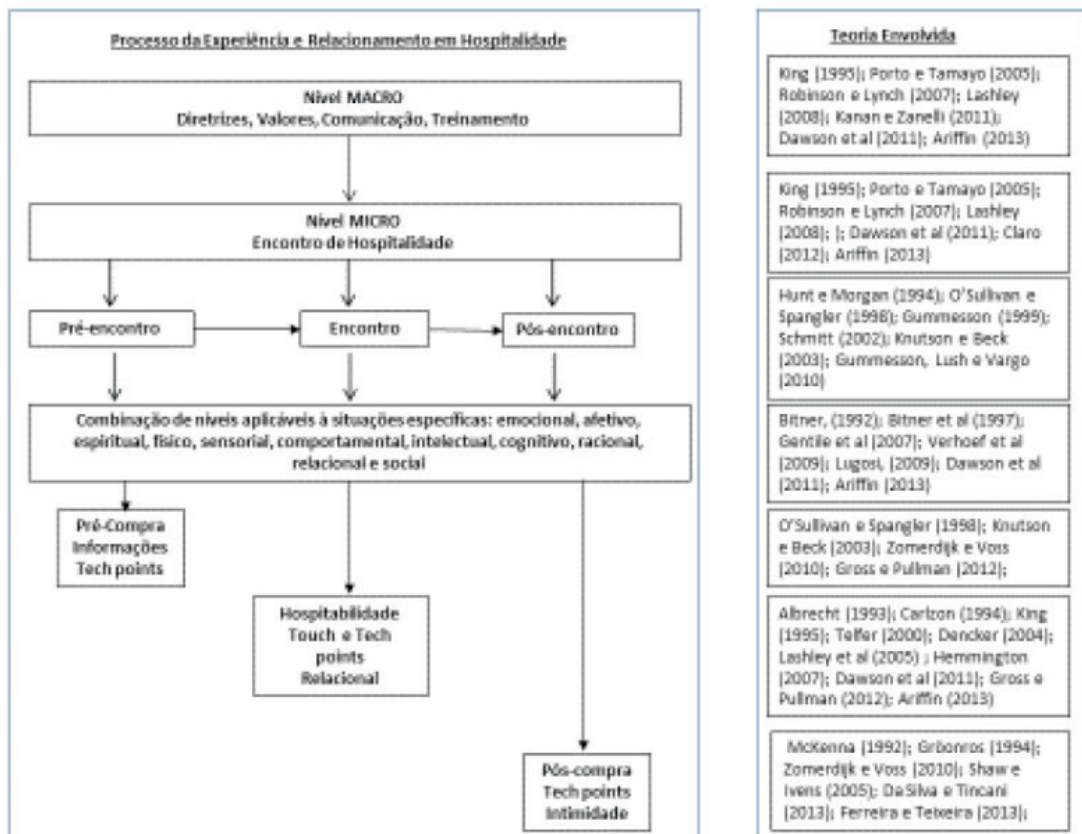 Processo da Experiência e Relacionamento em Hospitalidade
Nível MACRO
Diretrizes, Valores, Comunicação, Treinamento
Nível MICRO
Encontro de Hospitalidade
Pré-encontro
Encontro
Pós-encontro
Combinação de níveis aplicáveis à situações específicas: emocional, afetivo,
espiritual, físico, sensorial, comportamental, intelectual, cognitivo, racional,
relacional e social
Pré-Compra
Informações
Tech points
Hospitabilidade
Touch e Tech
points
Relacional
Pós-compra
Tech points
Intimidade
Teoria Envolvida
King (1995); Porto e Tamayo (2005);
Robinson e Lynch (2007); Lashley
(2008); Kanan e Zanelli (2011);
Dawson et al (2011); Ariffin (2013)
King (1995); Porto e Tamayo (2005);
Robinson e Lynch (2007); Lashley
(2008); ); Dawson et al (2011); Claro
(2012); Ariffin (2013)
Hunt e Morgan (1994); O'Sullivan e
Spangler (1998); Gummesson (1999);
Schmitt (2002); Knutson e Beck
(2003); Gummesson, Lush e Vargo
(2010)
Bitner, (1992); Bitner et al (1997);
Gentile et al (2007); Verhoef et al
(2009); Lugosi, (2009); Dawson et al
(2011); Ariffin (2013)
O'Sullivan e Spangler (1998); Knutson
e Beck (2003); Zomerdijk e Voss
(2010); Gross e Pullman (2012);
Albrecht (1993); Carlzon (1994); King
(1995); Telfer (2000); Dencker (2004);
Lashley et al (2005) ; Hemmington
(2007); Dawson et al (2011); Gross e
Pullman (2012); Ariffin (2013)
McKenna (1992); Gröonros (1994);
Zomerdijk e Voss (2010); Shaw e
Ivens (2005); Da Silva e Tincani
(2013); Ferreira e Teixeira (2013);